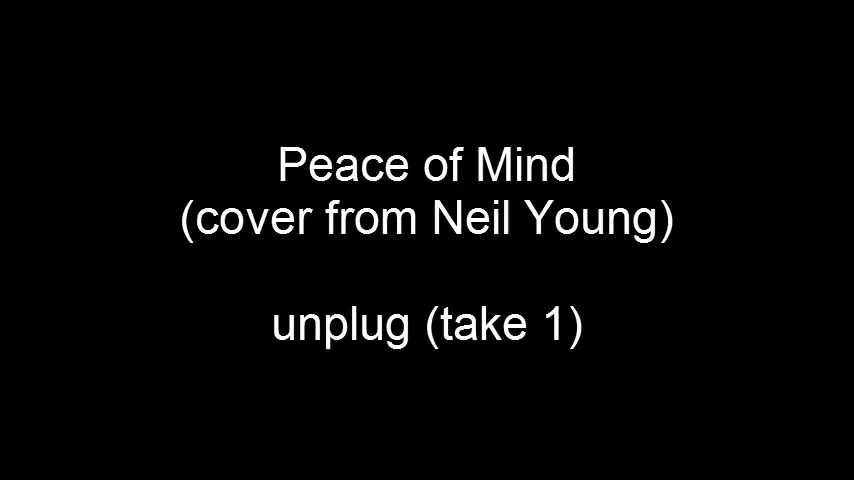 Peace of Mind
(cover from Neil Young)
unplug (take 1)